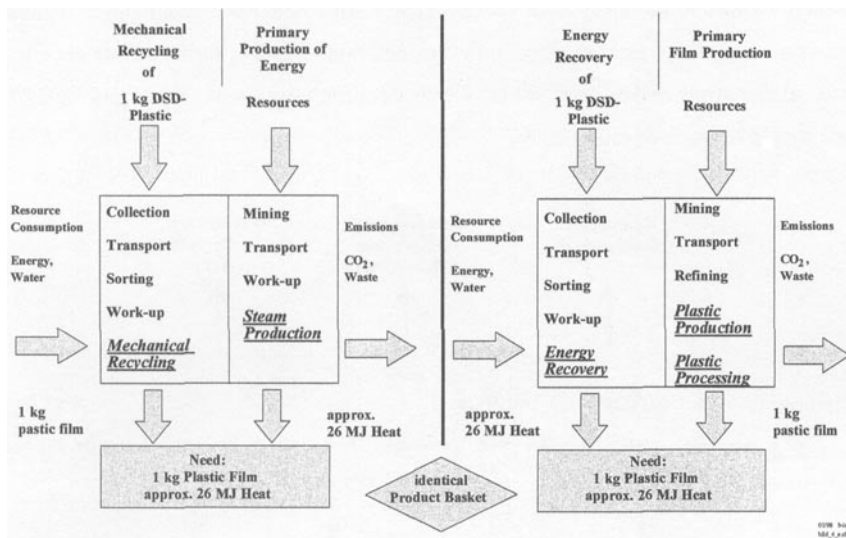 Mechanical
Recycling
of
1 kg DSD-
Plastic
Primary
Production of
Energy
Resources
Resource
Consumption
Energy,
Water
Collection
Transport
Sorting
Work-up
Mechanical
Recycling
Mining
Transport
Work-up
Steam
Production
Emissions
CO2,
Waste
1 kg
pastic film
approx.
26 MJ Heat
Need:
1 kg Plastic Film
approx. 26 MJ Heat
identical
Product Basket
Energy
Recovery
of
1 kg DSD-
Plastic
Primary
Film Production
Resources
Resource
Consumption
Energy,
Water
Collection
Transport
Sorting
Work-up
Energy
Recovery
Mining
Transport
Refining
Plastic
Production
Plastic
Processing
Emissions
CO2,
Waste
approx.
26 MJ Heat
1 kg
pastic film
Need:
1 kg Plastic Film
approx. 26 MJ Heat